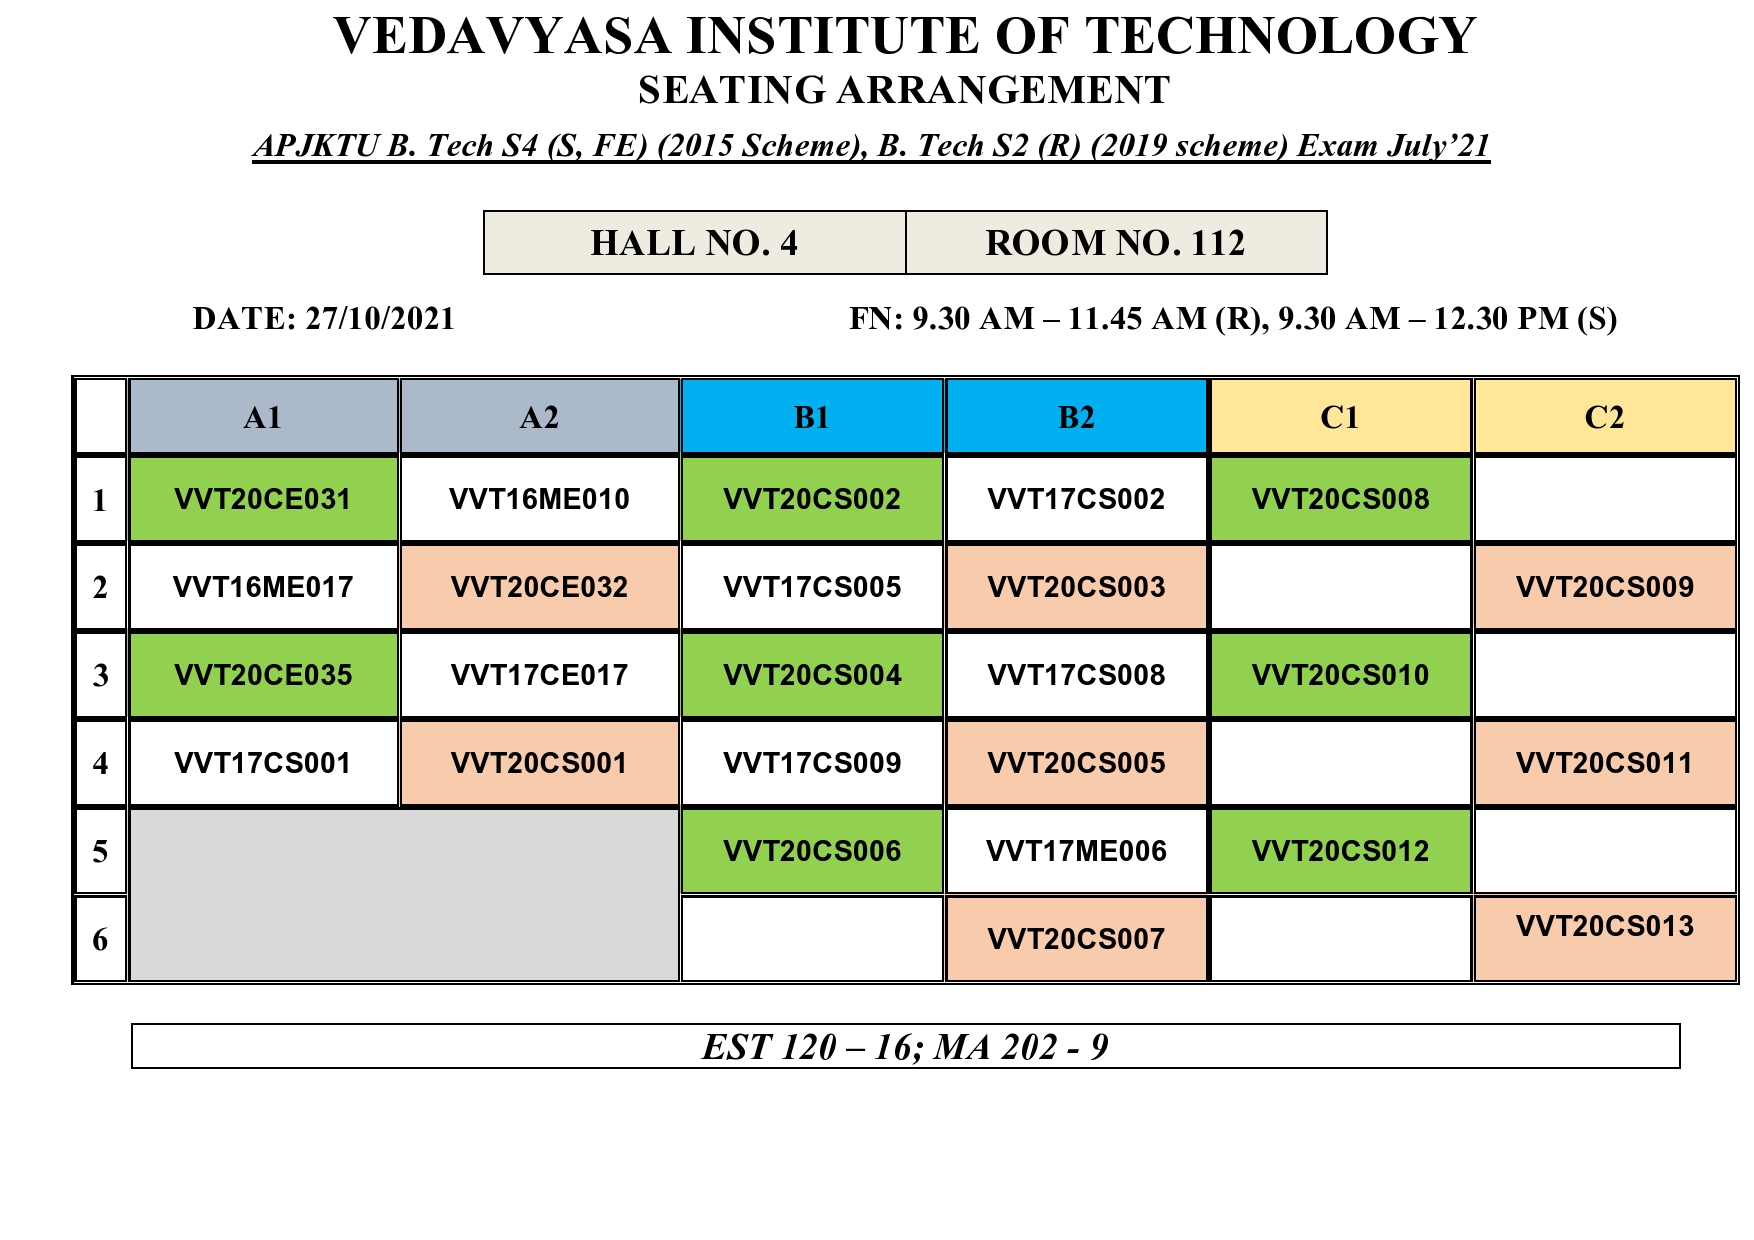 VEDAVYASA INSTITUTE OF TECHNOLOGY
SEATING ARRANGEMENT
APJKTU B. Tech S4 (S, FE) (2015 Scheme), B. Tech S2 (R) (2019 scheme) Exam July’21
HALL NO. 4 ROOM NO. 112
DATE: 27/10/2021 FN: 9.30 AM – 11.45 AM (R), 9.30 AM – 12.30 PM (S)
A1 A2 B1 B2 C1 C2
1 VVT20CE031 VVT16ME010 VVT20CS002 VVT17CS002 VVT20CS008
2 VVT16ME017 VVT20CE032 VVT17CS005 VVT20CS003 VVT20CS009
3 VVT20CE035 VVT17CE017 VVT20CS004 VVT17CS008 VVT20CS010
4 VVT17CS001 VVT20CS001 VVT17CS009 VVT20CS005 VVT20CS011
5 VVT20CS006 VVT17ME006 VVT20CS012
6 VVT20CS007 VVT20CS013
EST 120 – 16; MA 202 - 9